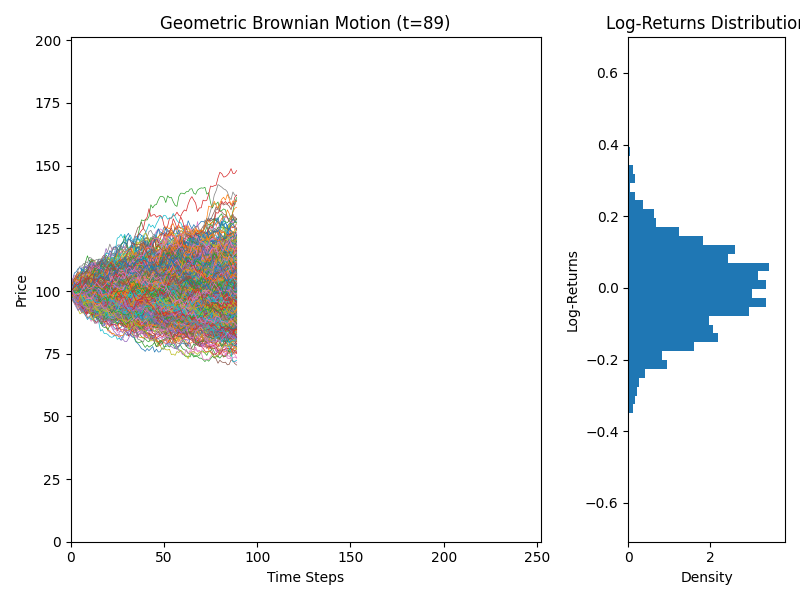 Geometric Brownian Motion (t=89)
Price
200
175
150
125
100
75
50
25
0
0 50 100 150 200 250
Time Steps
Log-Returns Distribution
Log-Returns
0.6
0.4
0.2
0.0
−0.2
−0.4
−0.6
0 2
Density